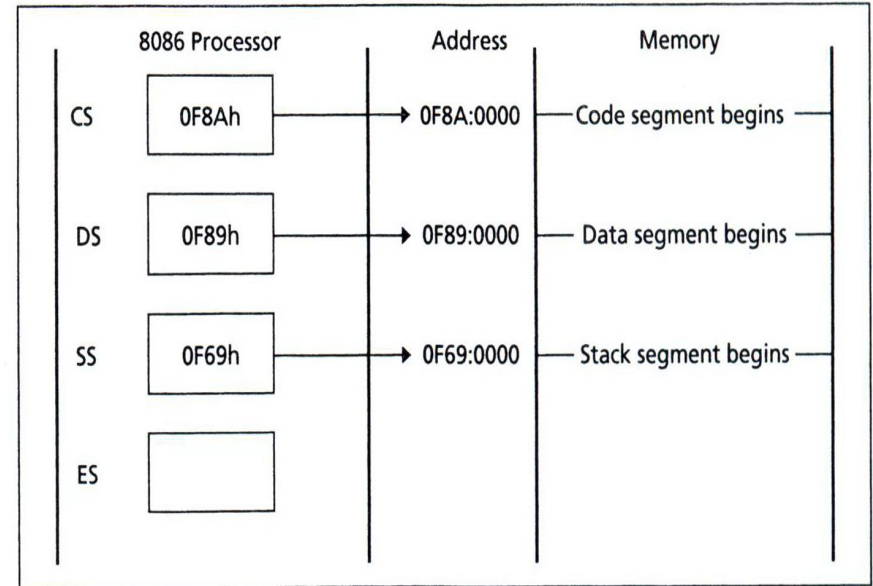 8086 Processor Address Memory
CS 0F8Ah 0F8A:0000 Code segment begins
DS 0F89h 0F89:0000 Data segment begins
SS 0F69h 0F69:0000 Stack segment begins
ES